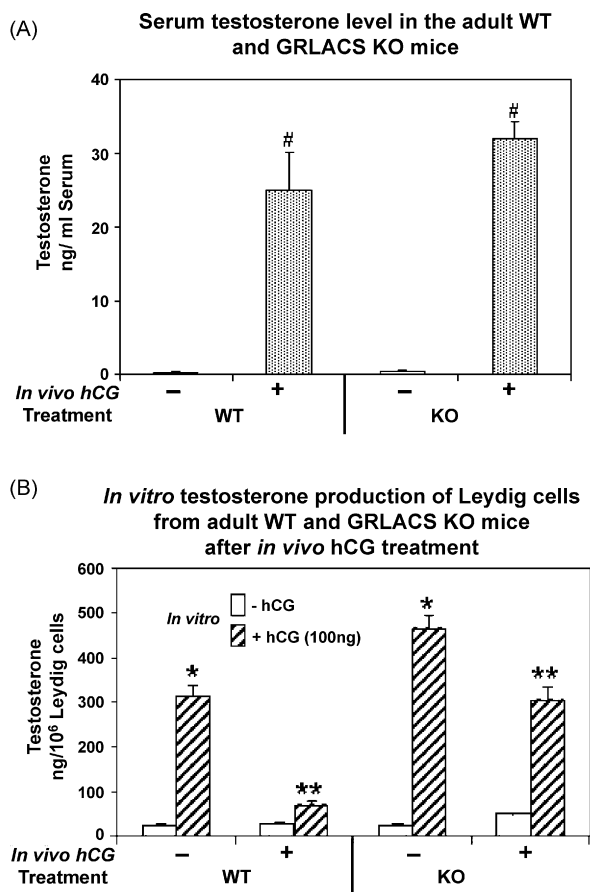 (A)
Serum testosterone level in the adult WT
and GRLACS KO mice
Testosterone
ng/ ml Serum
40
30
20
10
0
#
#
In vivo hCG
Treatment
− + − +
WT KO
(B)
In vitro testosterone production of Leydig cells
from adult WT and GRLACS KO mice
after in vivo hCG treatment
Testosterone
ng/10⁶ Leydig cells
600
500
400
300
200
100
0
In vitro
- hCG
+ hCG (100ng)
*
**
*
**
In vivo hCG
Treatment
− + − +
WT KO